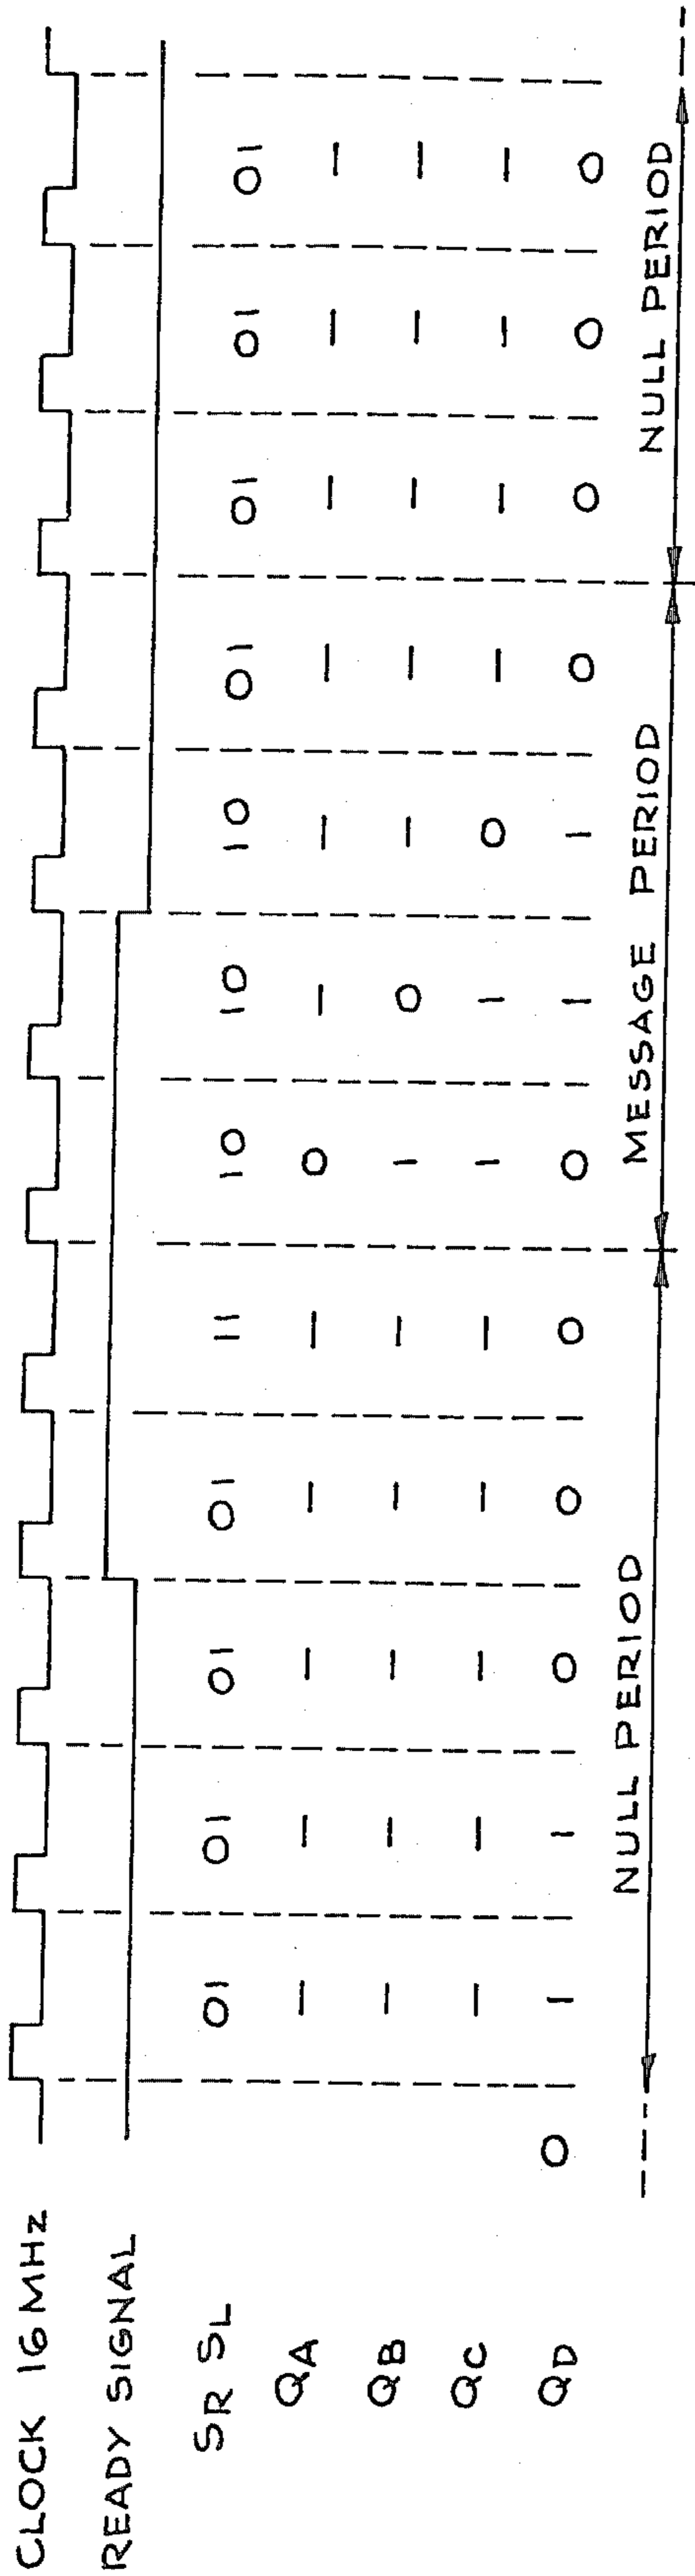 CLOCK 16 MHz
READY SIGNAL
SR SL 01 01 01 01 11 10 10 10 01 01 01 01
QA 1 1 1 1 1 0 1 1 1 1 1 1
QB 1 1 1 1 1 1 0 1 1 1 1 1
QC 1 1 1 1 1 1 1 0 1 1 1 1
QD 0 1 1 0 0 0 0 1 1 0 0 0 0
NULL PERIOD MESSAGE PERIOD NULL PERIOD